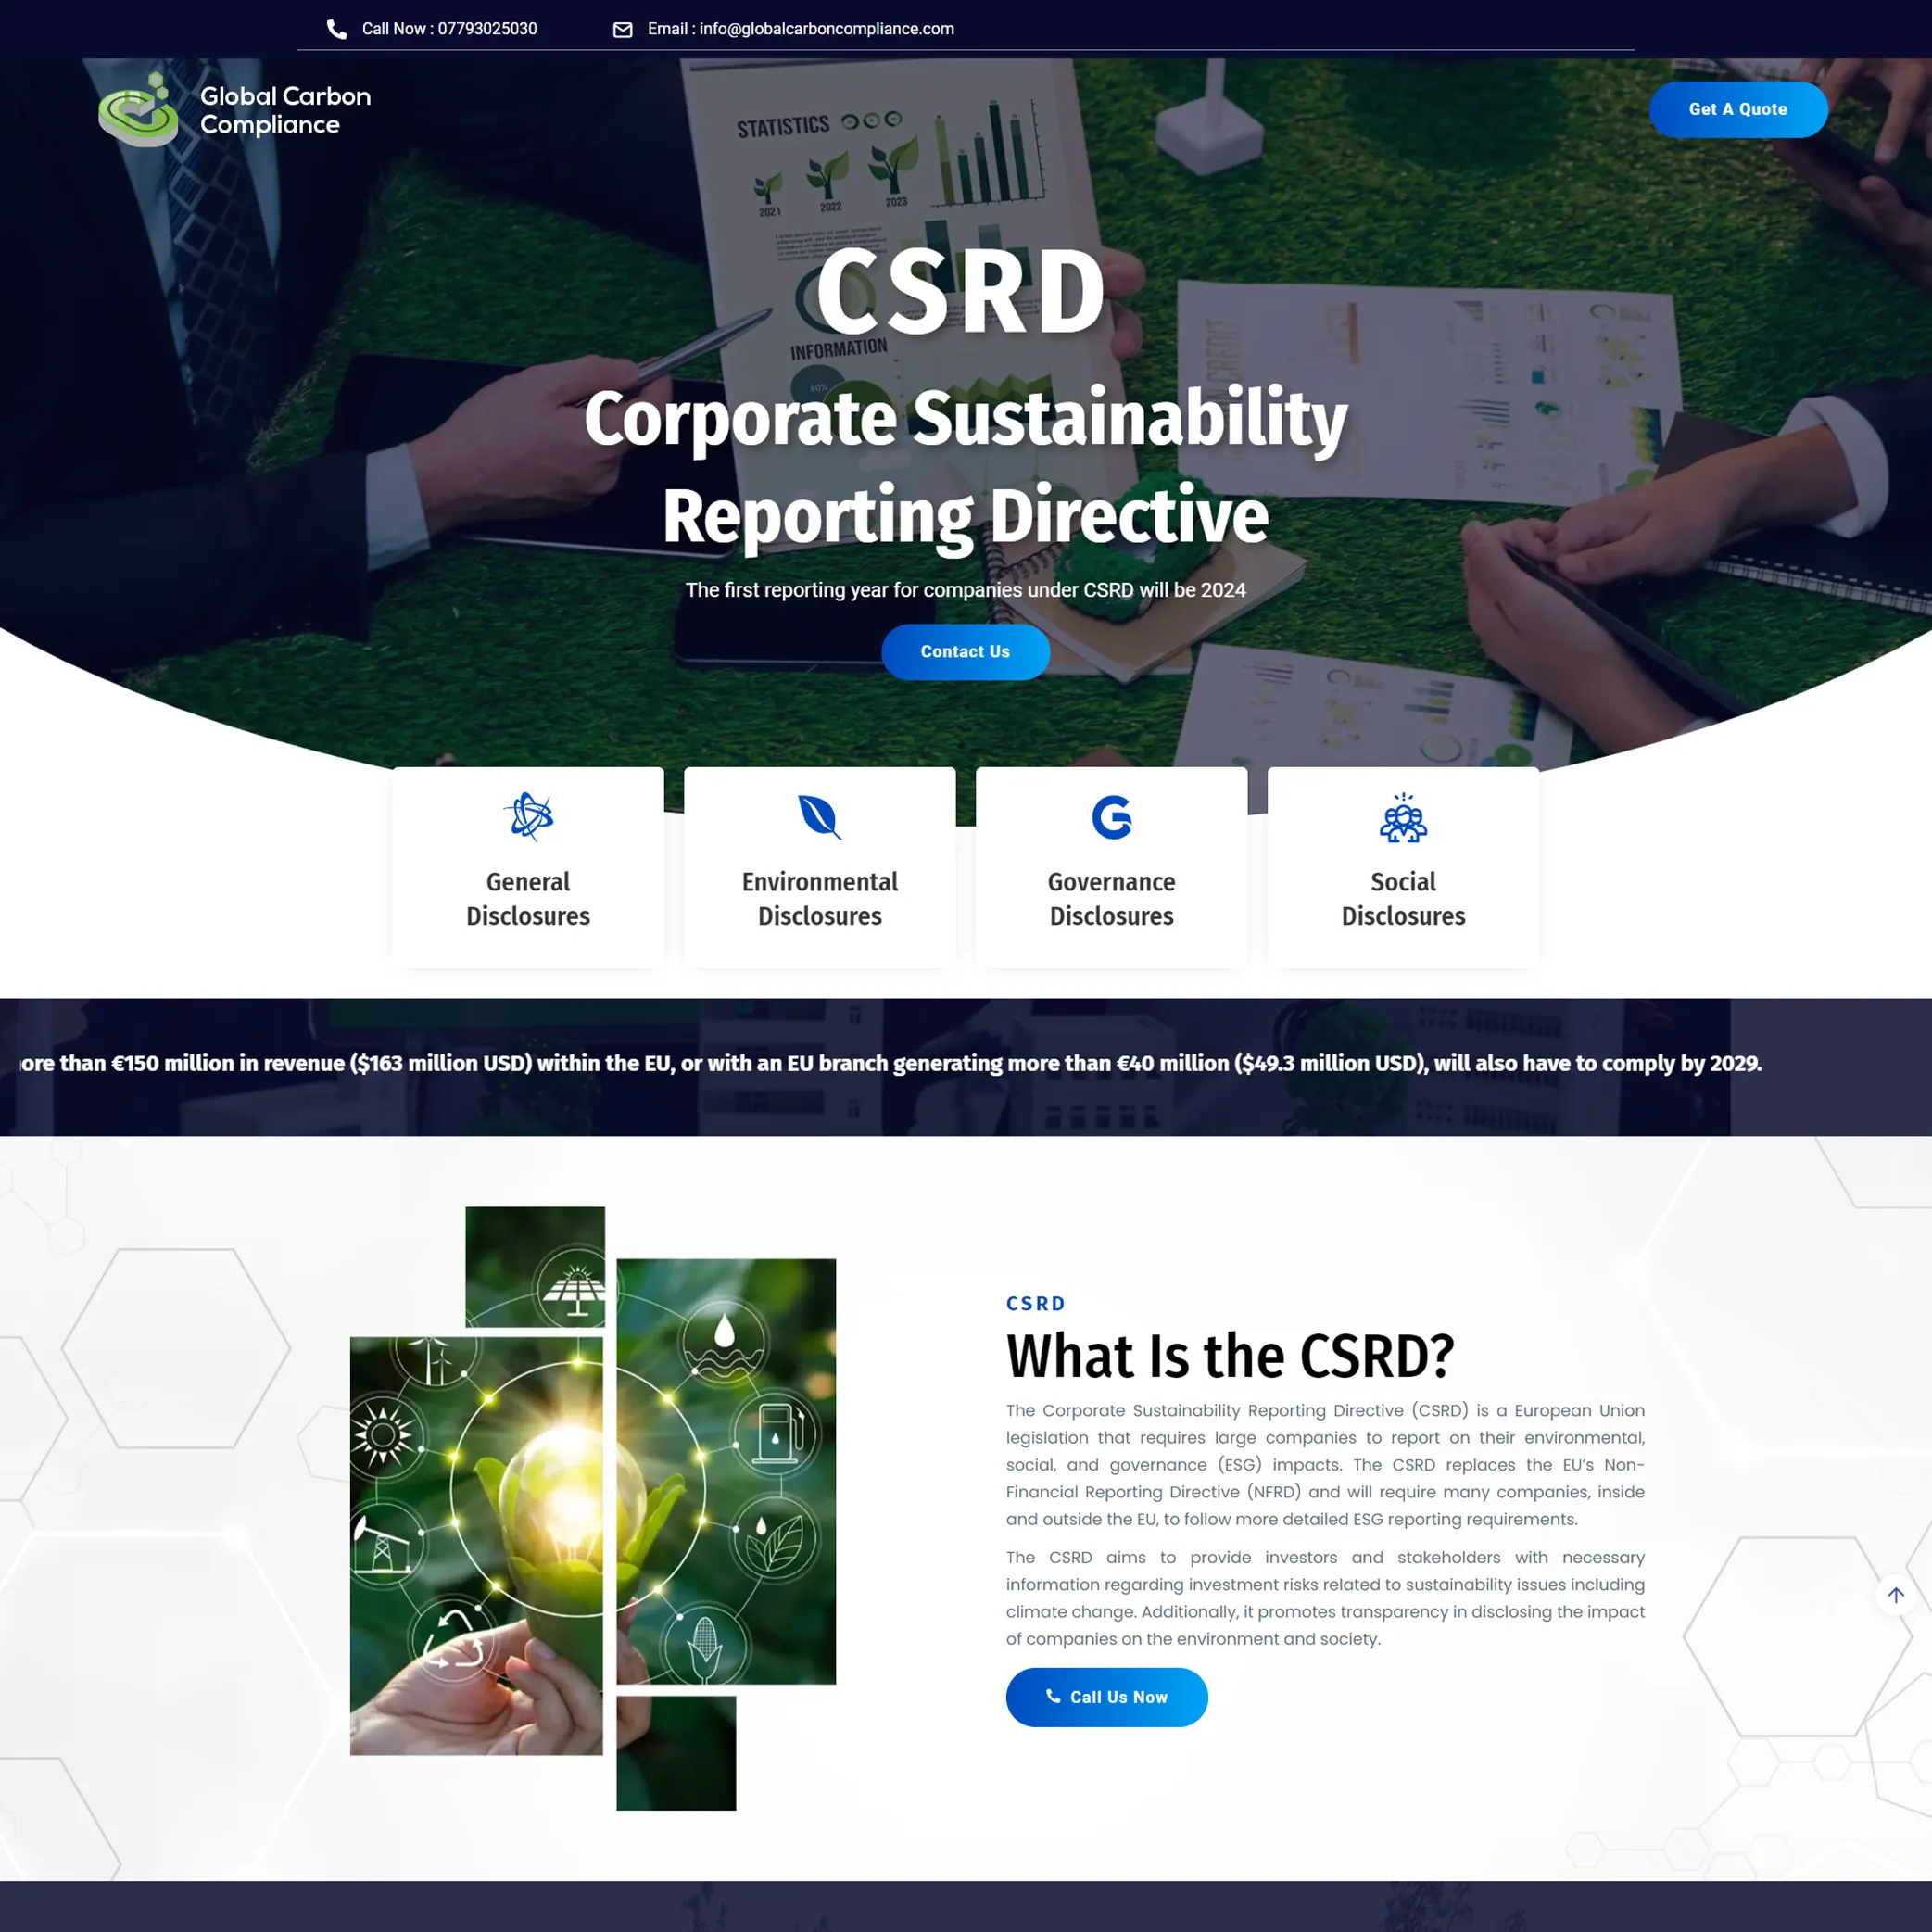 Call Now : 07793025030
Email : info@globalcarboncompliance.com
Global Carbon
Compliance
Get A Quote
STATISTICS
2021
2022
2023
INFORMATION
60%
CSRD
Corporate Sustainability
Reporting Directive
The first reporting year for companies under CSRD will be 2024
Contact Us
General
Disclosures
Environmental
Disclosures
Governance
Disclosures
Social
Disclosures
than €150 million in revenue ($163 million USD) within the EU, or with an EU branch generating more than €40 million ($49.3 million USD), will also have to comply by 2029.
CSRD
What Is the CSRD?
The Corporate Sustainability Reporting Directive (CSRD) is a European Union
legislation that requires large companies to report on their environmental,
social, and governance (ESG) impacts. The CSRD replaces the EU’s Non-
Financial Reporting Directive (NFRD) and will require many companies, inside
and outside the EU, to follow more detailed ESG reporting requirements.
The CSRD aims to provide investors and stakeholders with necessary
information regarding investment risks related to sustainability issues including
climate change. Additionally, it promotes transparency in disclosing the impact
of companies on the environment and society.
Call Us Now